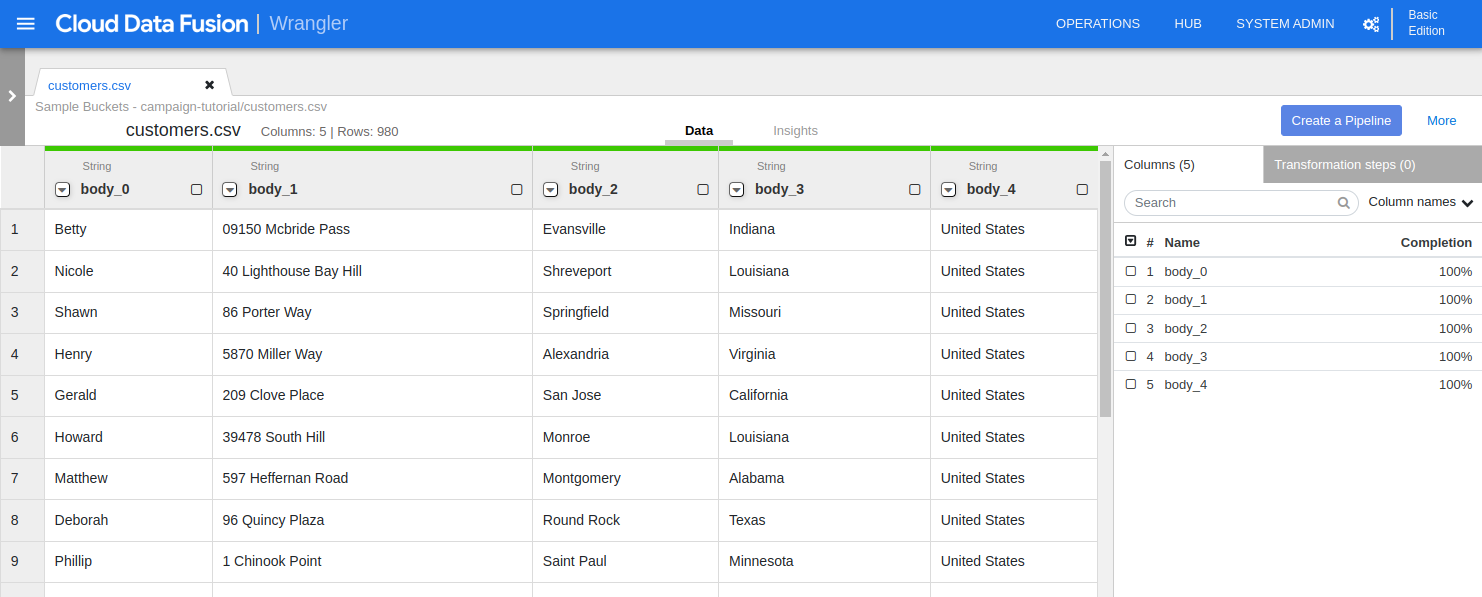 Cloud Data Fusion | Wrangler OPERATIONS HUB SYSTEM ADMIN Basic Edition
customers.csv
Sample Buckets - campaign-tutorial/customers.csv
customers.csv Columns: 5 | Rows: 980 Data Insights Create a Pipeline More
String String String String String
body_0 body_1 body_2 body_3 body_4
1 Betty 09150 Mcbride Pass Evansville Indiana United States
2 Nicole 40 Lighthouse Bay Hill Shreveport Louisiana United States
3 Shawn 86 Porter Way Springfield Missouri United States
4 Henry 5870 Miller Way Alexandria Virginia United States
5 Gerald 209 Clove Place San Jose California United States
6 Howard 39478 South Hill Monroe Louisiana United States
7 Matthew 597 Heffernan Road Montgomery Alabama United States
8 Deborah 96 Quincy Plaza Round Rock Texas United States
9 Phillip 1 Chinook Point Saint Paul Minnesota United States
Columns (5) Transformation steps (0)
Search Column names
# Name Completion
1 body_0 100%
2 body_1 100%
3 body_2 100%
4 body_3 100%
5 body_4 100%